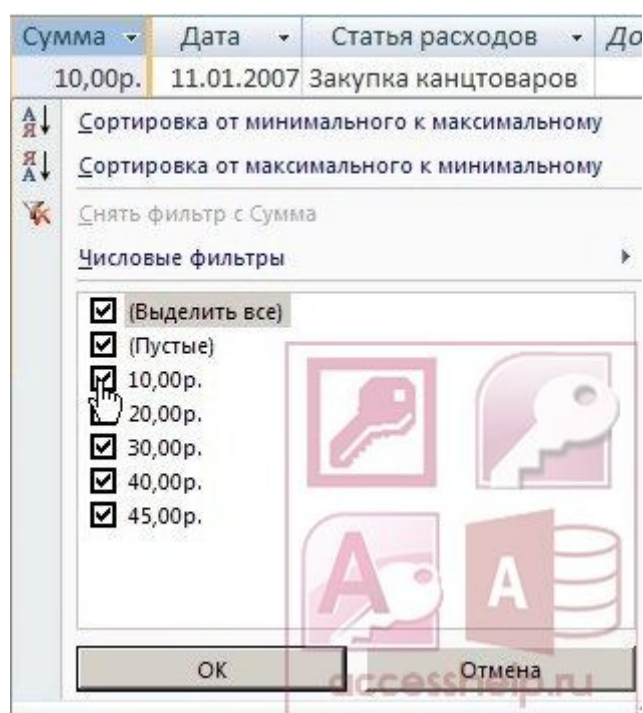 Сумма Дата Статья расходов До
10,00р. 11.01.2007 Закупка канцтоваров
Сортировка от минимального к максимальному
Сортировка от максимального к минимальному
Снять фильтр с Сумма
Числовые фильтры
(Выделить все)
(Пустые)
10,00р.
20,00р.
30,00р.
40,00р.
45,00р.
ОК Отмена
accesshelp.ru